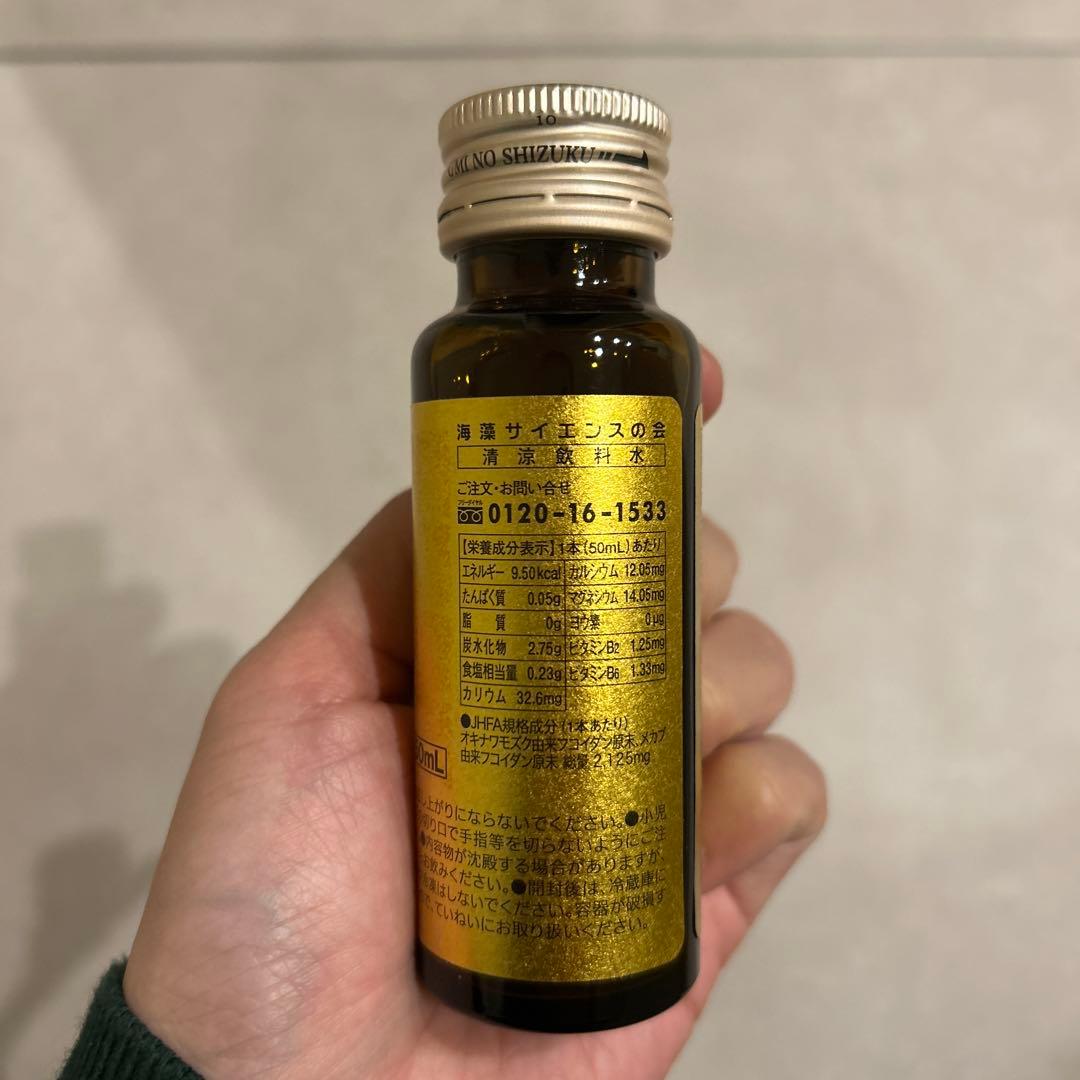 10
UMI NO SHIZUKU
海藻サイエンスの会
清涼飲料水
ご注文・お問い合せ
フリーダイヤル
0120-16-1533
【栄養成分表示】1本(50mL)あたり
エネルギー 9.50kcal カルシウム 12.05mg
たんぱく質 0.05g マグネシウム 14.05mg
脂質 0g ヨウ素 0μg
炭水化物 2.75g ビタミンB2 1.25mg
食塩相当量 0.23g ビタミンB6 1.33mg
カリウム 32.6mg
●JHFA規格成分(1本あたり)
オキナワモズク由来フコイダン原末、メカブ
由来フコイダン原末 総質 2,125mg
50mL
し上がりにならないでください。●小児
切り口で手指等を切らないようにご注
●内容物が沈殿する場合がありますが、
お飲みください。●開封後は、冷蔵庫に
冷凍はしないでください。容器が破損す
で、ていねいにお取り扱いください。